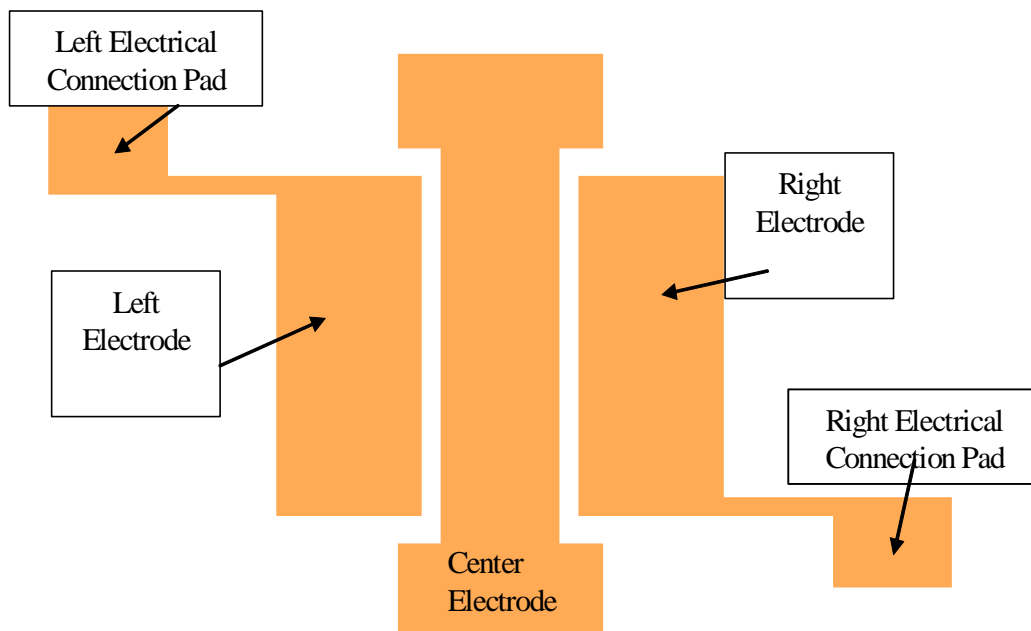 Left Electrical
Connection Pad
Right
Electrode
Left
Electrode
Right Electrical
Connection Pad
Center
Electrode